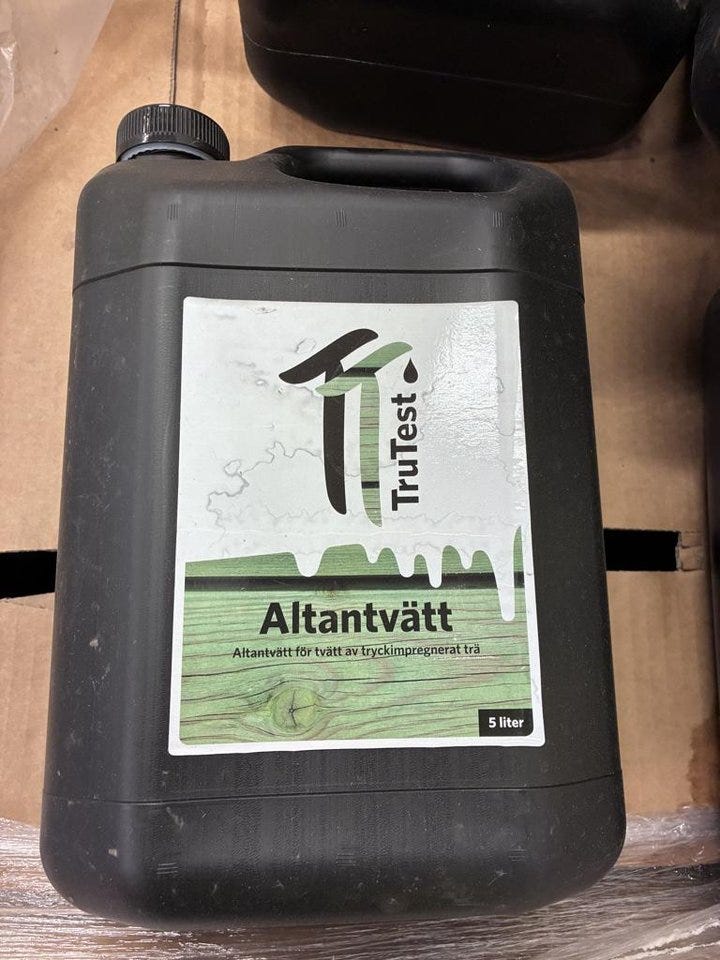 TruTest
Altantvätt
Altantvätt för tvätt av tryckimpregnerat trä
5 liter